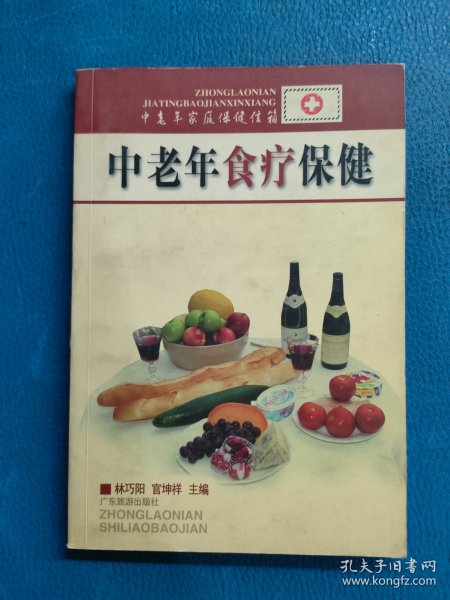 ZHONGLAONIAN
JIATINGBAOJIANXINXIANG
中老年家庭保健信箱
中老年食疗保健
林巧阳 官坤祥 主编
广东旅游出版社
ZHONGLAONIAN
SHILIAOBAOJIAN
孔夫子旧书网
www.kongfz.com